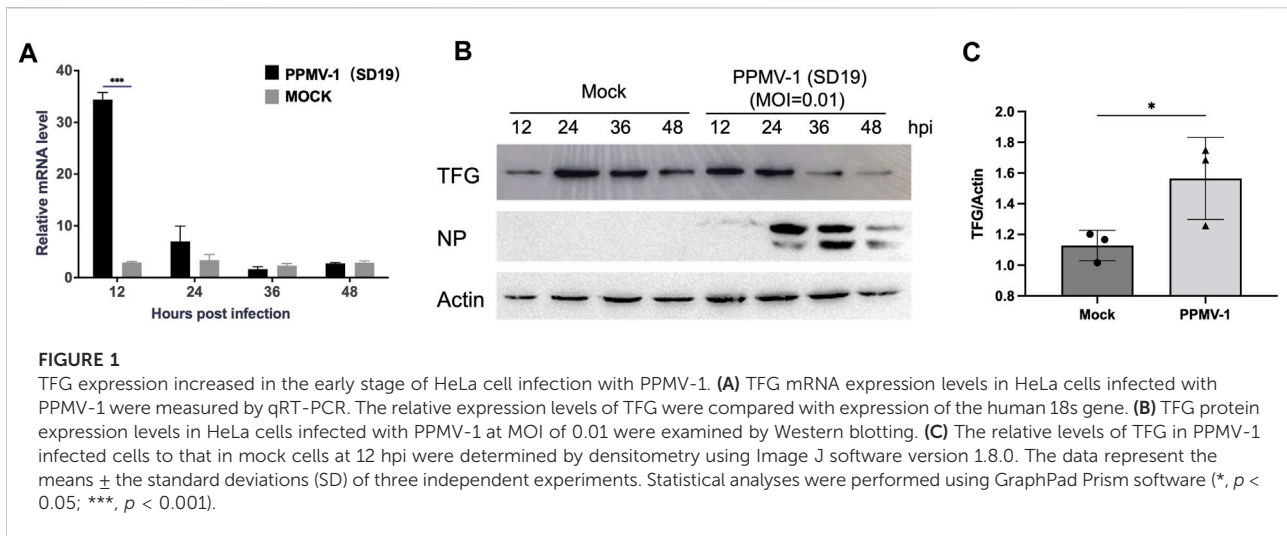 A
Relative mRNA level
40
30
20
10
0
***
PPMV-1 (SD19)
MOCK
12 24 36 48
Hours post infection
B
Mock
PPMV-1 (SD19)
(MOI=0.01)
12 24 36 48 12 24 36 48 hpi
TFG
NP
Actin
C
TFG/Actin
2.0
1.8
1.6
1.4
1.2
1.0
0.8
*
Mock PPMV-1
FIGURE 1
TFG expression increased in the early stage of HeLa cell infection with PPMV-1. (A) TFG mRNA expression levels in HeLa cells infected with
PPMV-1 were measured by qRT-PCR. The relative expression levels of TFG were compared with expression of the human 18s gene. (B) TFG protein
expression levels in HeLa cells infected with PPMV-1 at MOI of 0.01 were examined by Western blotting. (C) The relative levels of TFG in PPMV-1
infected cells to that in mock cells at 12 hpi were determined by densitometry using Image J software version 1.8.0. The data represent the
means ± the standard deviations (SD) of three independent experiments. Statistical analyses were performed using GraphPad Prism software (*, p <
0.05; ***, p < 0.001).